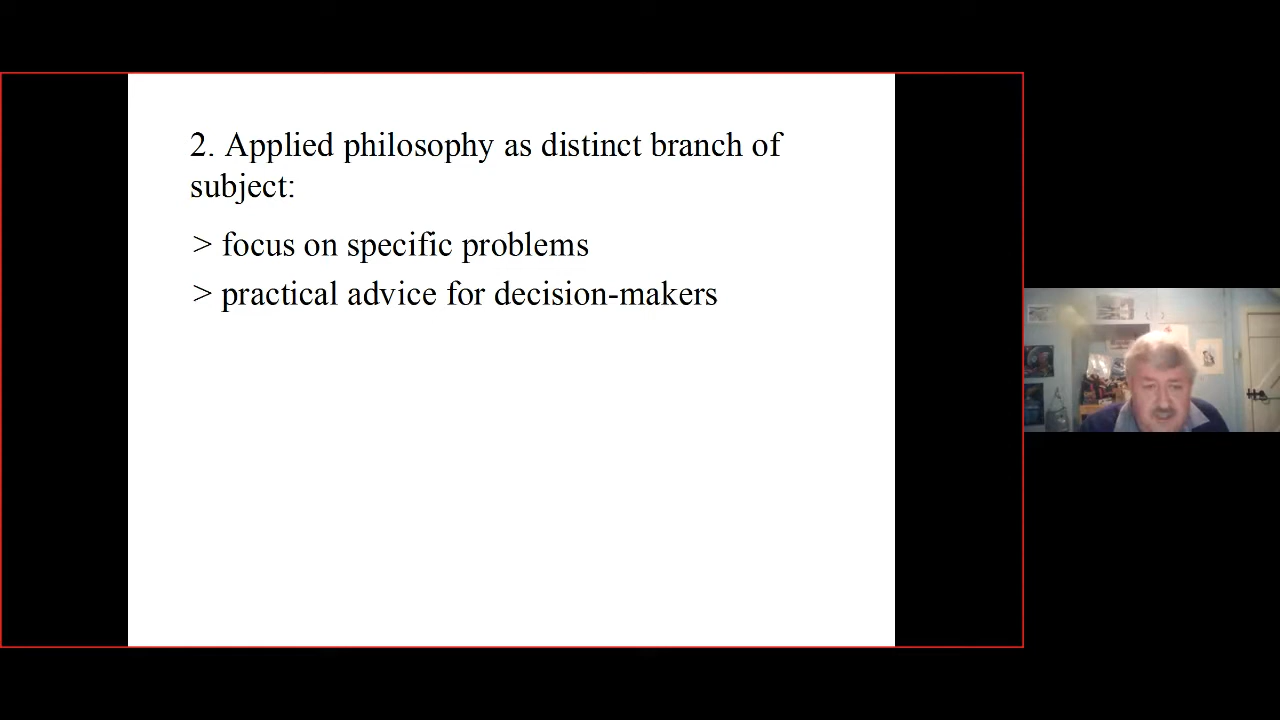 2. Applied philosophy as distinct branch of
subject:
> focus on specific problems
> practical advice for decision-makers